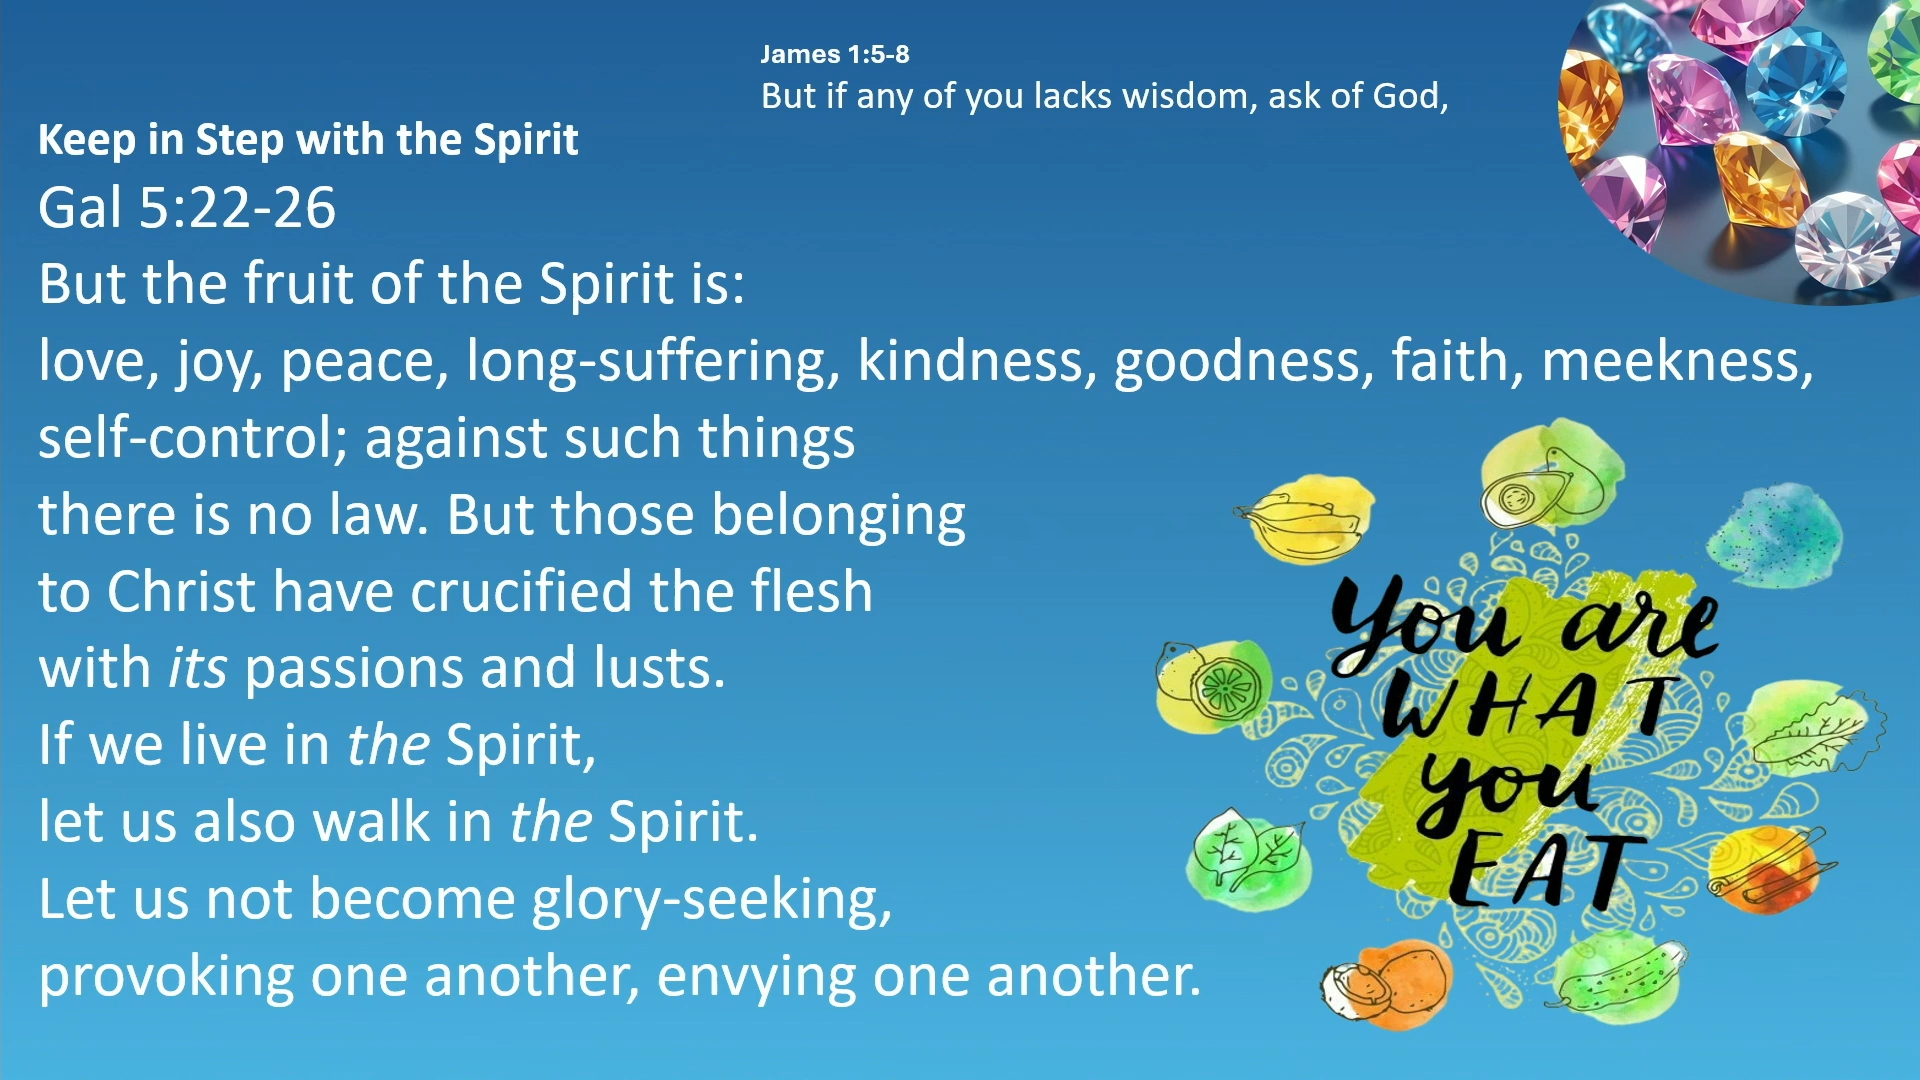 James 1:5-8
But if any of you lacks wisdom, ask of God,
Keep in Step with the Spirit
Gal 5:22-26
But the fruit of the Spirit is:
love, joy, peace, long-suffering, kindness, goodness, faith, meekness,
self-control; against such things
there is no law. But those belonging
to Christ have crucified the flesh
with its passions and lusts.
If we live in the Spirit,
let us also walk in the Spirit.
Let us not become glory-seeking,
provoking one another, envying one another.
You are
WHAT
you
EAT